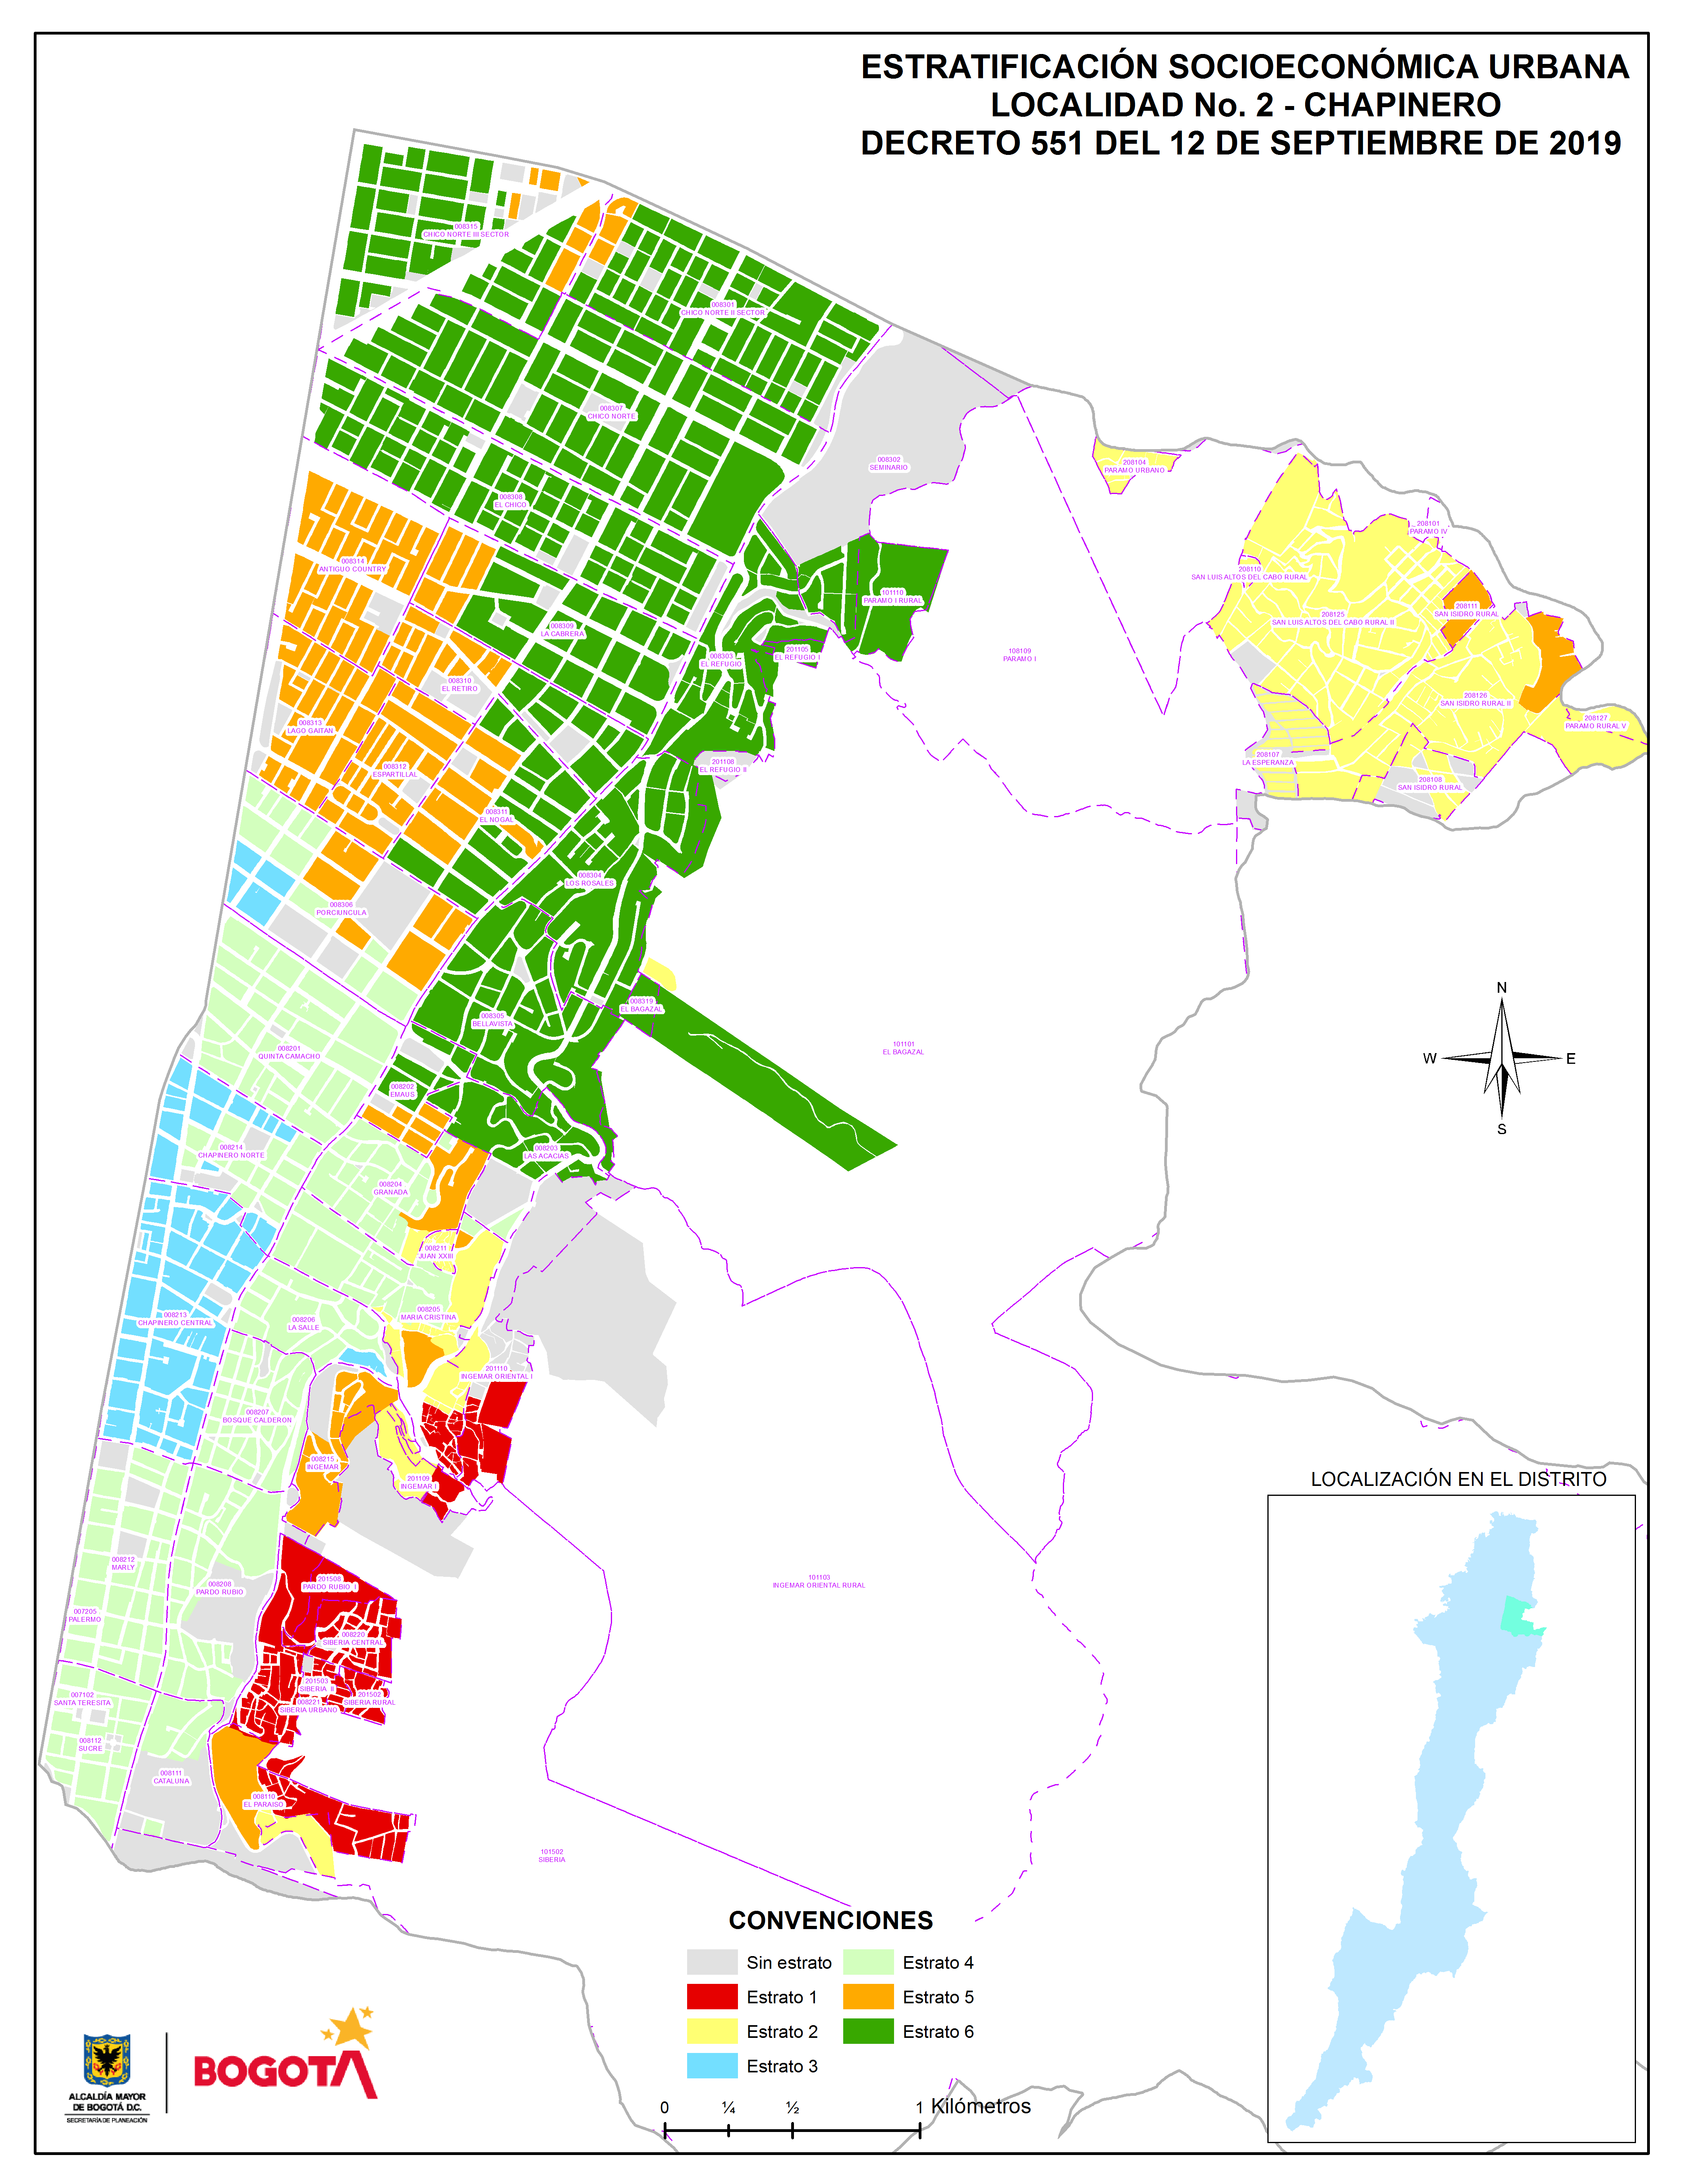 ESTRATIFICACIÓN SOCIOECONÓMICA URBANA
LOCALIDAD No. 2 - CHAPINERO
DECRETO 551 DEL 12 DE SEPTIEMBRE DE 2019
008315
CHICO NORTE III SECTOR
008301
CHICO NORTE II SECTOR
008307
CHICO NORTE
008302
SEMINARIO
208104
PARAMO URBANO
008308
EL CHICO
208101
PARAMO IV
008314
ANTIGUO COUNTRY
208110
SAN LUIS ALTOS DEL CABO RURAL
101110
PARAMO I RURAL
208111
SAN ISIDRO RURAL
208125
SAN LUIS ALTOS DEL CABO RURAL II
008309
LA CABRERA
201105
EL REFUGIO I
108109
PARAMO I
008303
EL REFUGIO
008310
EL RETIRO
208126
SAN ISIDRO RURAL II
208127
PARAMO RURAL V
008313
LAGO GAITAN
201108
EL REFUGIO II
208107
LA ESPERANZA
008312
ESPARTILLAL
208108
SAN ISIDRO RURAL
008311
EL NOGAL
008304
LOS ROSALES
008306
PORCIUNCULA
N
W
E
S
008319
EL BAGAZAL
008305
BELLAVISTA
101101
EL BAGAZAL
008201
QUINTA CAMACHO
008202
EMAUS
008214
CHAPINERO NORTE
008203
LAS ACACIAS
008204
GRANADA
008211
JUAN XXIII
008205
MARIA CRISTINA
008213
CHAPINERO CENTRAL
008206
LA SALLE
201110
INGEMAR ORIENTAL I
008207
BOSQUE CALDERON
008215
INGEMAR
201109
INGEMAR I
LOCALIZACIÓN EN EL DISTRITO
008212
MARLY
201508
PARDO RUBIO I
008208
PARDO RUBIO
101103
INGEMAR ORIENTAL RURAL
007205
PALERMO
008220
SIBERIA CENTRAL
201503
SIBERIA II
201502
SIBERIA RURAL
007102
SANTA TERESITA
008221
SIBERIA URBANO
008112
SUCRE
008111
CATALUNA
008110
EL PARAISO
101502
SIBERIA
CONVENCIONES
Sin estrato
Estrato 1
Estrato 2
Estrato 3
Estrato 4
Estrato 5
Estrato 6
0 ¼ ½ 1 Kilómetros
ALCALDÍA MAYOR
DE BOGOTÁ D.C.
SECRETARÍA DE PLANEACIÓN
BOGOTÁ